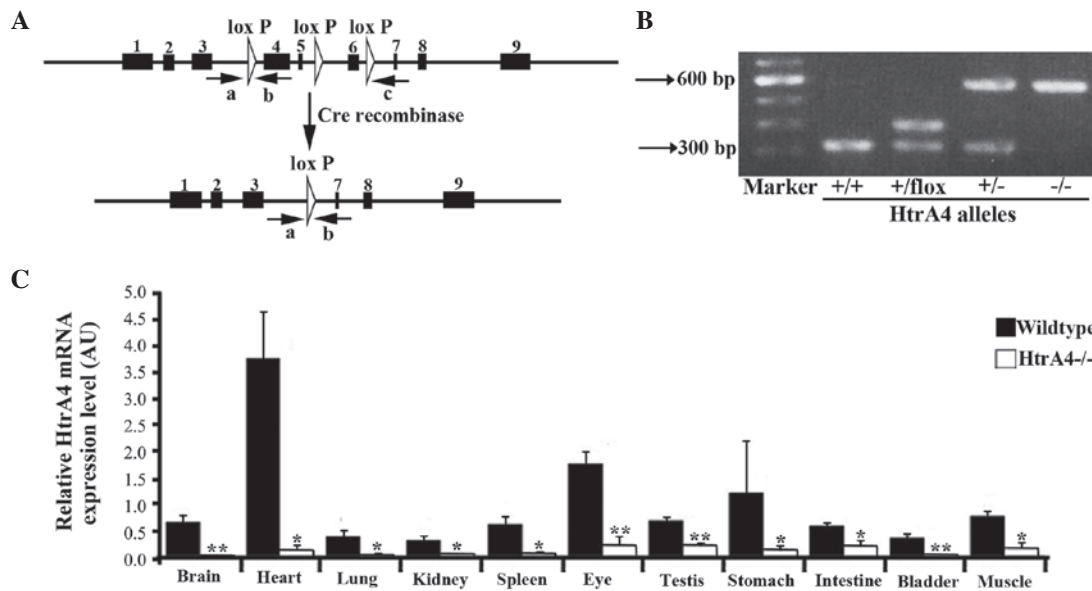 A
lox P lox P lox P
1 2 3 4 5 6 7 8 9
a b c
Cre recombinase
lox P
1 2 3 7 8 9
a b
B
600 bp
300 bp
Marker +/+ +/flox +/- -/-
HtrA4 alleles
C
Relative HtrA4 mRNA
expression level (AU)
5.0
4.5
4.0
3.5
3.0
2.5
2.0
1.5
1.0
0.5
0.0
Wildtype
HtrA4-/-
** * * * * ** ** * * ** *
Brain Heart Lung Kidney Spleen Eye Testis Stomach Intestine Bladder Muscle